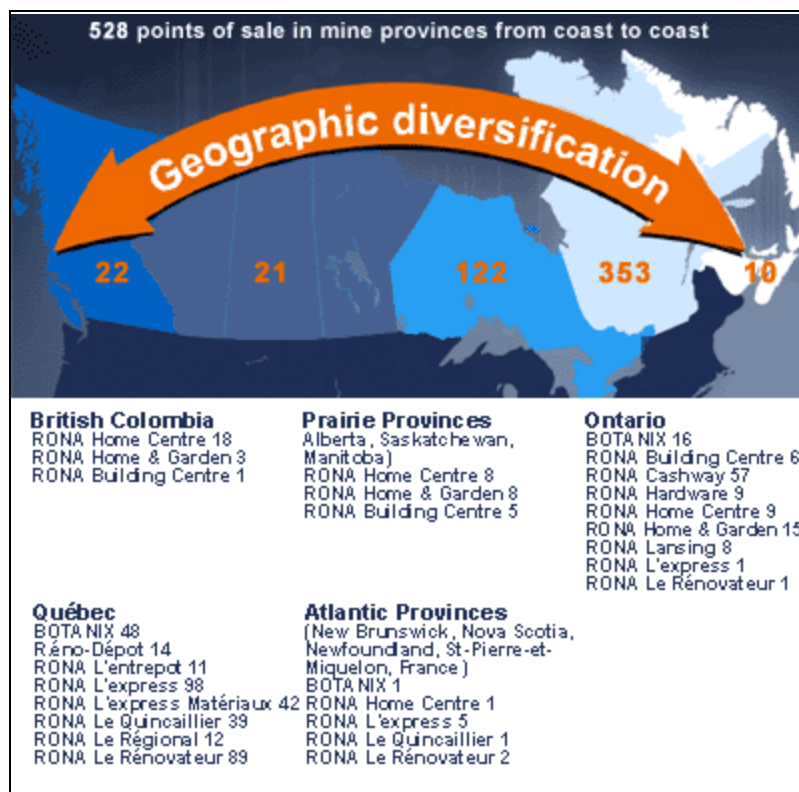 528 points of sale in mine provinces from coast to coast
Geographic diversification
22
21
122
353
10
British Colombia
RONA Home Centre 18
RONA Home & Garden 3
RONA Building Centre 1
Prairie Provinces
Alberta, Saskatchewan,
Manitoba)
RONA Home Centre 8
RONA Home & Garden 8
RONA Building Centre 5
Ontario
BOTANIX 16
RONA Building Centre 6
RONA Cashway 57
RONA Hardware 9
RONA Home Centre 9
RONA Home & Garden 15
RONA Lansing 8
RONA L'express 1
RONA Le Rénovateur 1
Québec
BOTANIX 48
Réno-Dépot 14
RONA L'entrepot 11
RONA L'express 98
RONA L'express Matériaux 42
RONA Le Quincaillier 39
RONA Le Régional 12
RONA Le Rénovateur 89
Atlantic Provinces
(New Brunswick, Nova Scotia,
Newfoundland, St-Pierre-et-
Miquelon, France)
BOTANIX 1
RONA Home Centre 1
RONA L'express 5
RONA Le Quincaillier 1
RONA Le Rénovateur 2